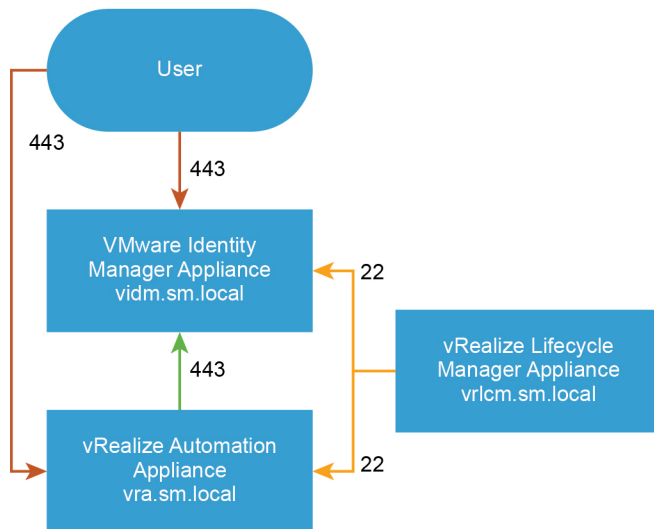 User
443
443
VMware Identity
Manager Appliance
vidm.sm.local
22
vRealize Lifecycle
Manager Appliance
vrlcm.sm.local
443
vRealize Automation
Appliance
vra.sm.local
22